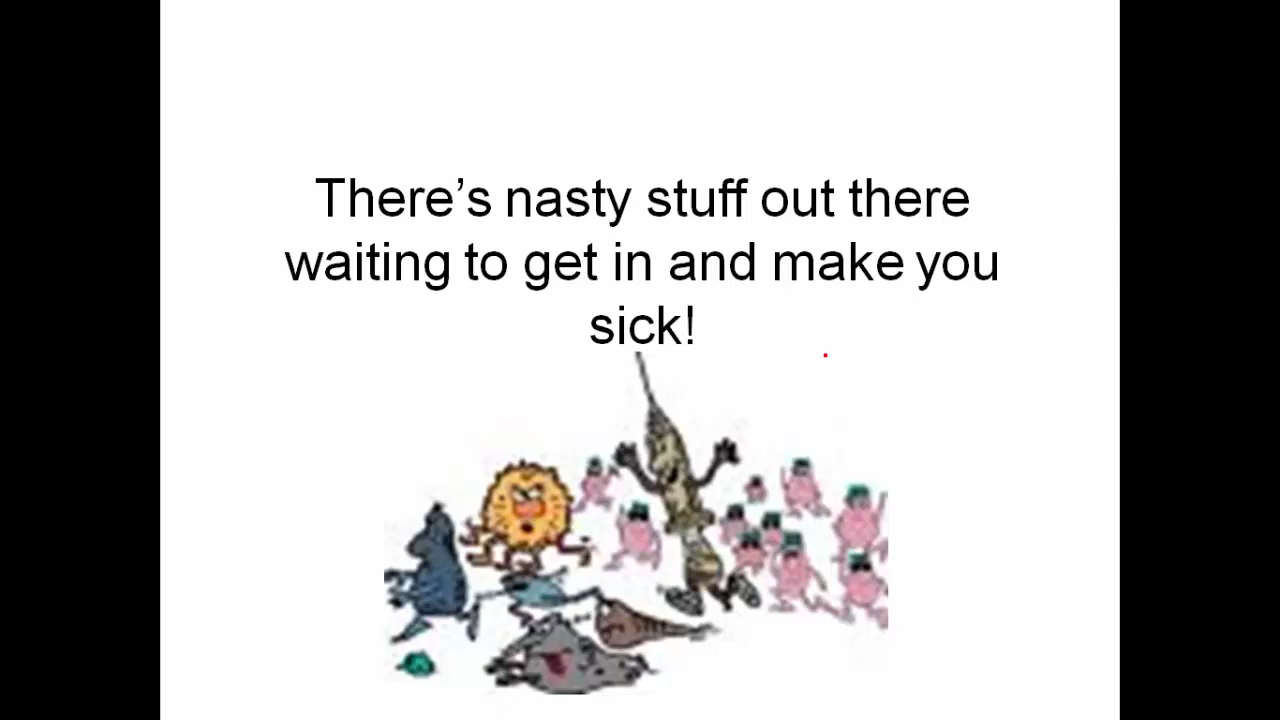 There’s nasty stuff out there
waiting to get in and make you
sick!